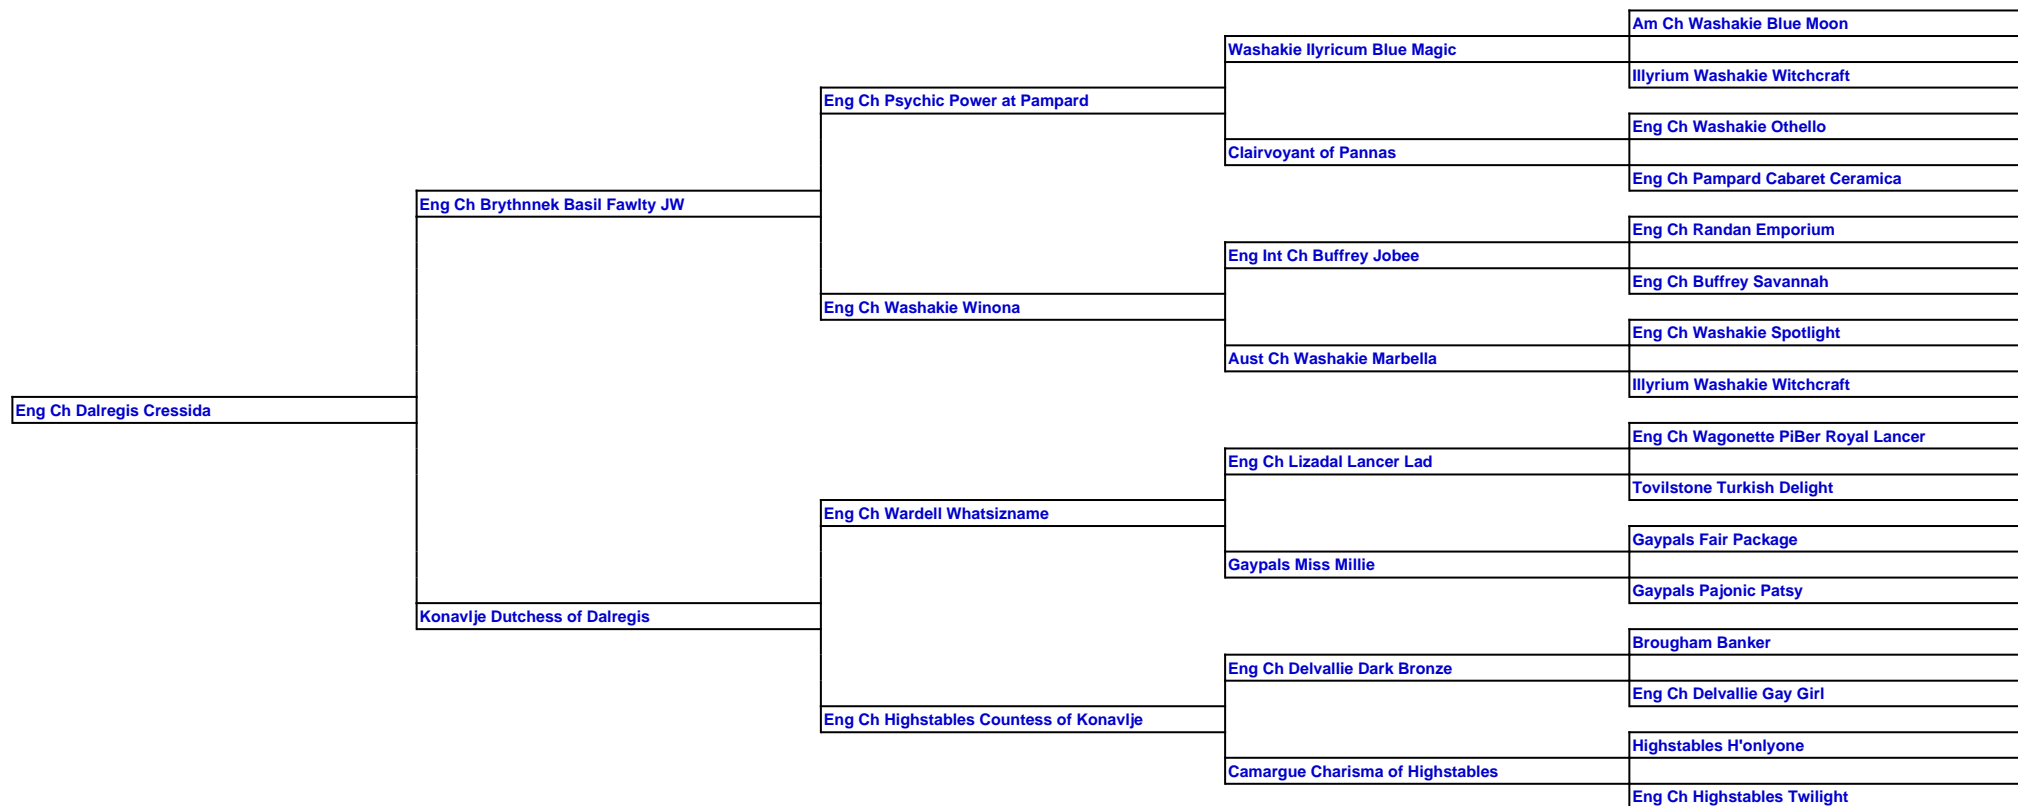 Am Ch Washakie Blue Moon
Washakie Ilyricum Blue Magic
Illyrium Washakie Witchcraft
Eng Ch Psychic Power at Pampard
Eng Ch Washakie Othello
Clairvoyant of Pannas
Eng Ch Pampard Cabaret Ceramica
Eng Ch Brythnnek Basil Fawlty JW
Eng Ch Randan Emporium
Eng Int Ch Buffrey Jobee
Eng Ch Buffrey Savannah
Eng Ch Washakie Winona
Eng Ch Washakie Spotlight
Aust Ch Washakie Marbella
Illyrium Washakie Witchcraft
Eng Ch Dalregis Cressida
Eng Ch Wagonette PiBer Royal Lancer
Eng Ch Lizadal Lancer Lad
Tovilstone Turkish Delight
Eng Ch Wardell Whatsizname
Gaypals Fair Package
Gaypals Miss Millie
Gaypals Pajonic Patsy
Konavlje Dutchess of Dalregis
Brougham Banker
Eng Ch Delvallie Dark Bronze
Eng Ch Delvallie Gay Girl
Eng Ch Highstables Countess of Konavlje
Highstables H'onlyone
Camargue Charisma of Highstables
Eng Ch Highstables Twilight